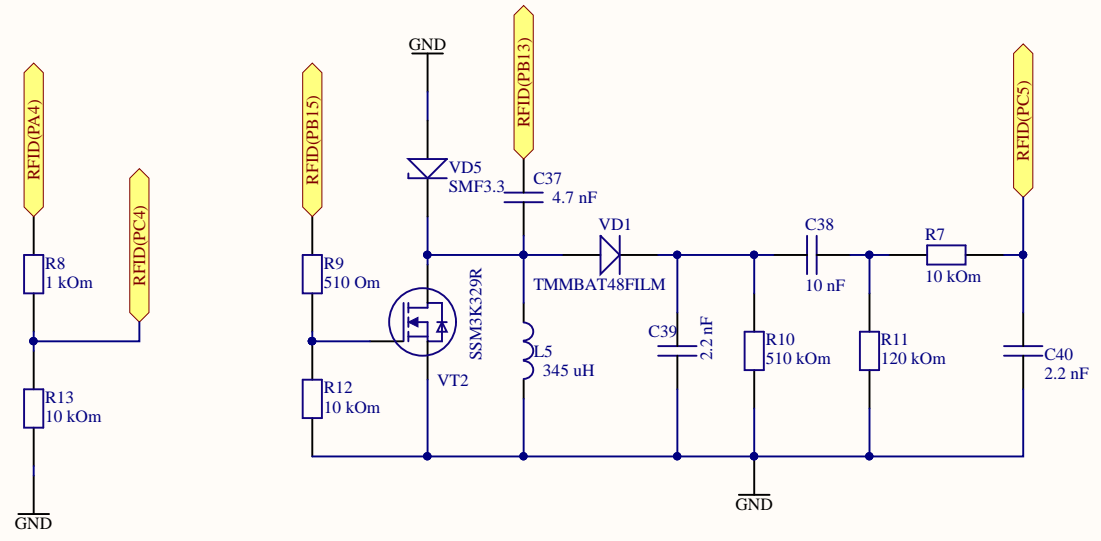 RFID(PA4)
R8
1 kOm
R13
10 kOm
GND
RFID(PC4)
RFID(PB15)
R9
510 Om
R12
10 kOm
GND
VD5
SMF3.3
SSM3K329R
VT2
RFID(PB13)
C37
4.7 nF
L5
345 uH
VD1
TMMBAT48FILM
C39
2.2 nF
R10
510 kOm
GND
C38
10 nF
R11
120 kOm
R7
10 kOm
RFID(PC5)
C40
2.2 nF